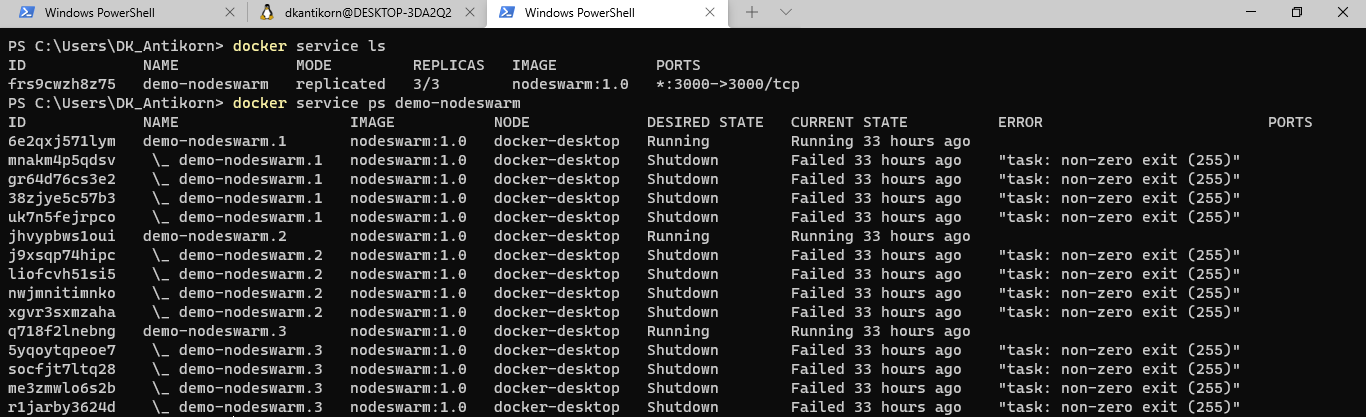 Windows PowerShell
dkantikorn@DESKTOP-3DA2Q2
Windows PowerShell
PS C:\Users\DK_Antikorn> docker service ls
ID NAME MODE REPLICAS IMAGE PORTS
frs9cwzh8z75 demo-nodeswarm replicated 3/3 nodeswarm:1.0 *:3000->3000/tcp
PS C:\Users\DK_Antikorn> docker service ps demo-nodeswarm
ID NAME IMAGE NODE DESIRED STATE CURRENT STATE ERROR PORTS
6e2qxj571lym demo-nodeswarm.1 nodeswarm:1.0 docker-desktop Running Running 33 hours ago
mnakm4p5qdsv \_ demo-nodeswarm.1 nodeswarm:1.0 docker-desktop Shutdown Failed 33 hours ago "task: non-zero exit (255)"
gr64d76cs3e2 \_ demo-nodeswarm.1 nodeswarm:1.0 docker-desktop Shutdown Failed 33 hours ago "task: non-zero exit (255)"
38zjye5c57b3 \_ demo-nodeswarm.1 nodeswarm:1.0 docker-desktop Shutdown Failed 33 hours ago "task: non-zero exit (255)"
uk7n5fejrpco \_ demo-nodeswarm.1 nodeswarm:1.0 docker-desktop Shutdown Failed 33 hours ago "task: non-zero exit (255)"
jhvypbws1oui demo-nodeswarm.2 nodeswarm:1.0 docker-desktop Running Running 33 hours ago
j9xsqp74hipc \_ demo-nodeswarm.2 nodeswarm:1.0 docker-desktop Shutdown Failed 33 hours ago "task: non-zero exit (255)"
liofcvh51si5 \_ demo-nodeswarm.2 nodeswarm:1.0 docker-desktop Shutdown Failed 33 hours ago "task: non-zero exit (255)"
nwjmnitimnko \_ demo-nodeswarm.2 nodeswarm:1.0 docker-desktop Shutdown Failed 33 hours ago "task: non-zero exit (255)"
xgvr3sxmzaha \_ demo-nodeswarm.2 nodeswarm:1.0 docker-desktop Shutdown Failed 33 hours ago "task: non-zero exit (255)"
q718f2lnebng demo-nodeswarm.3 nodeswarm:1.0 docker-desktop Running Running 33 hours ago
5yqoytqpeoe7 \_ demo-nodeswarm.3 nodeswarm:1.0 docker-desktop Shutdown Failed 33 hours ago "task: non-zero exit (255)"
socfjt7ltq28 \_ demo-nodeswarm.3 nodeswarm:1.0 docker-desktop Shutdown Failed 33 hours ago "task: non-zero exit (255)"
me3zmwlo6s2b \_ demo-nodeswarm.3 nodeswarm:1.0 docker-desktop Shutdown Failed 33 hours ago "task: non-zero exit (255)"
r1jarby3624d \_ demo-nodeswarm.3 nodeswarm:1.0 docker-desktop Shutdown Failed 33 hours ago "task: non-zero exit (255)"